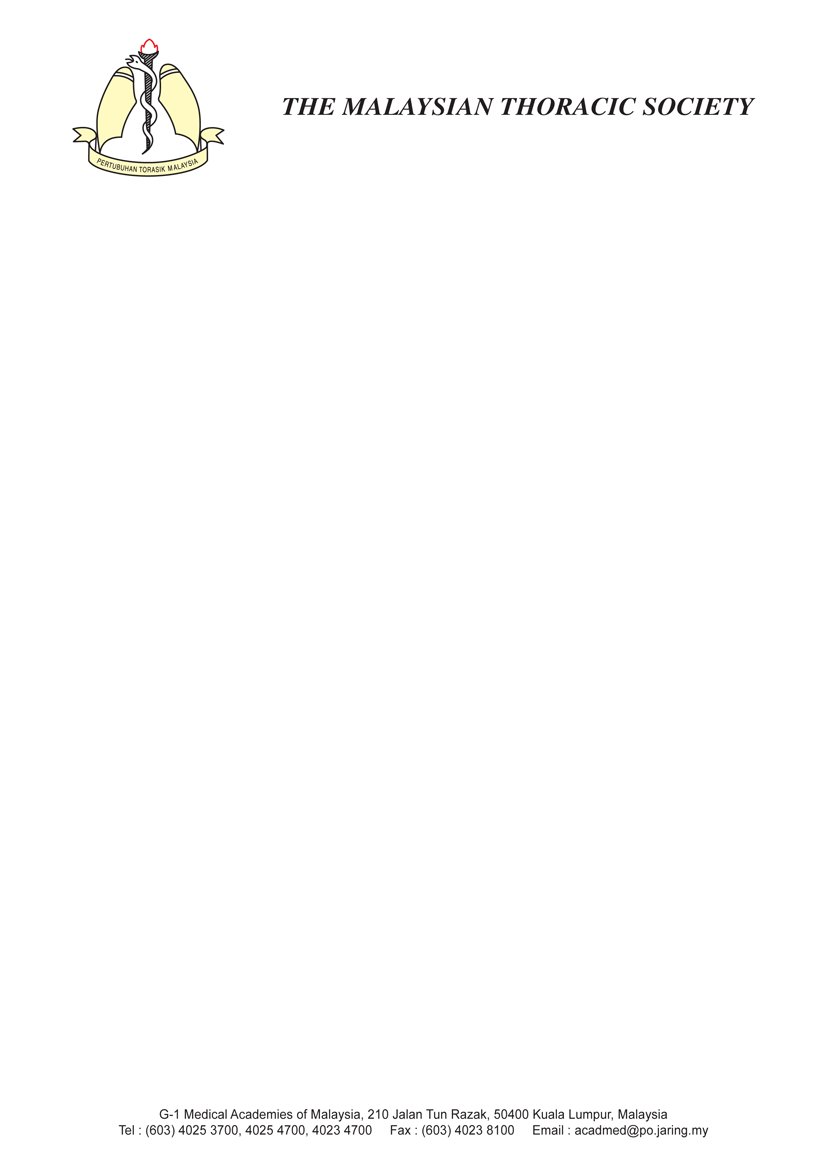 THE MALAYSIAN THORACIC SOCIETY
PERTUBUHAN TORASIK MALAYSIA
G-1 Medical Academies of Malaysia, 210 Jalan Tun Razak, 50400 Kuala Lumpur, Malaysia
Tel : (603) 4025 3700, 4025 4700, 4023 4700 Fax : (603) 4023 8100 Email : acadmed@po.jaring.my